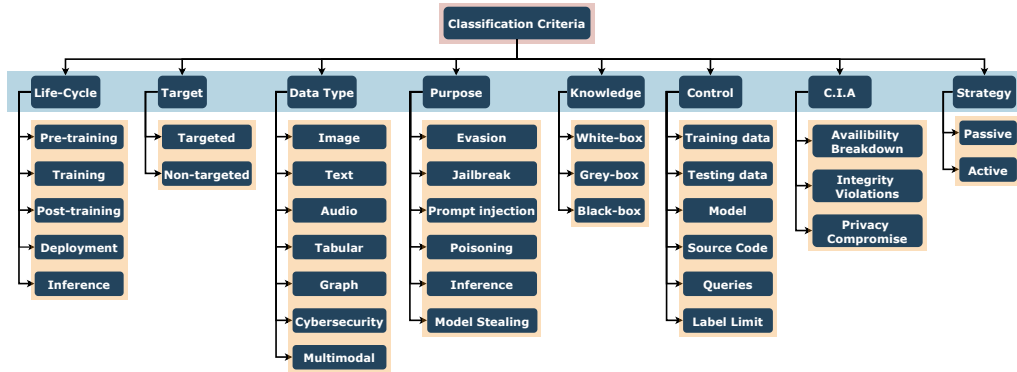 Classification Criteria
Life-Cycle
Target
Data Type
Purpose
Knowledge
Control
C.I.A
Strategy
Pre-training
Training
Post-training
Deployment
Inference
Targeted
Non-targeted
Image
Text
Audio
Tabular
Graph
Cybersecurity
Multimodal
Evasion
Jailbreak
Prompt injection
Poisoning
Inference
Model Stealing
White-box
Grey-box
Black-box
Training data
Testing data
Model
Source Code
Queries
Label Limit
Availibility
Breakdown
Integrity
Violations
Privacy
Compromise
Passive
Active